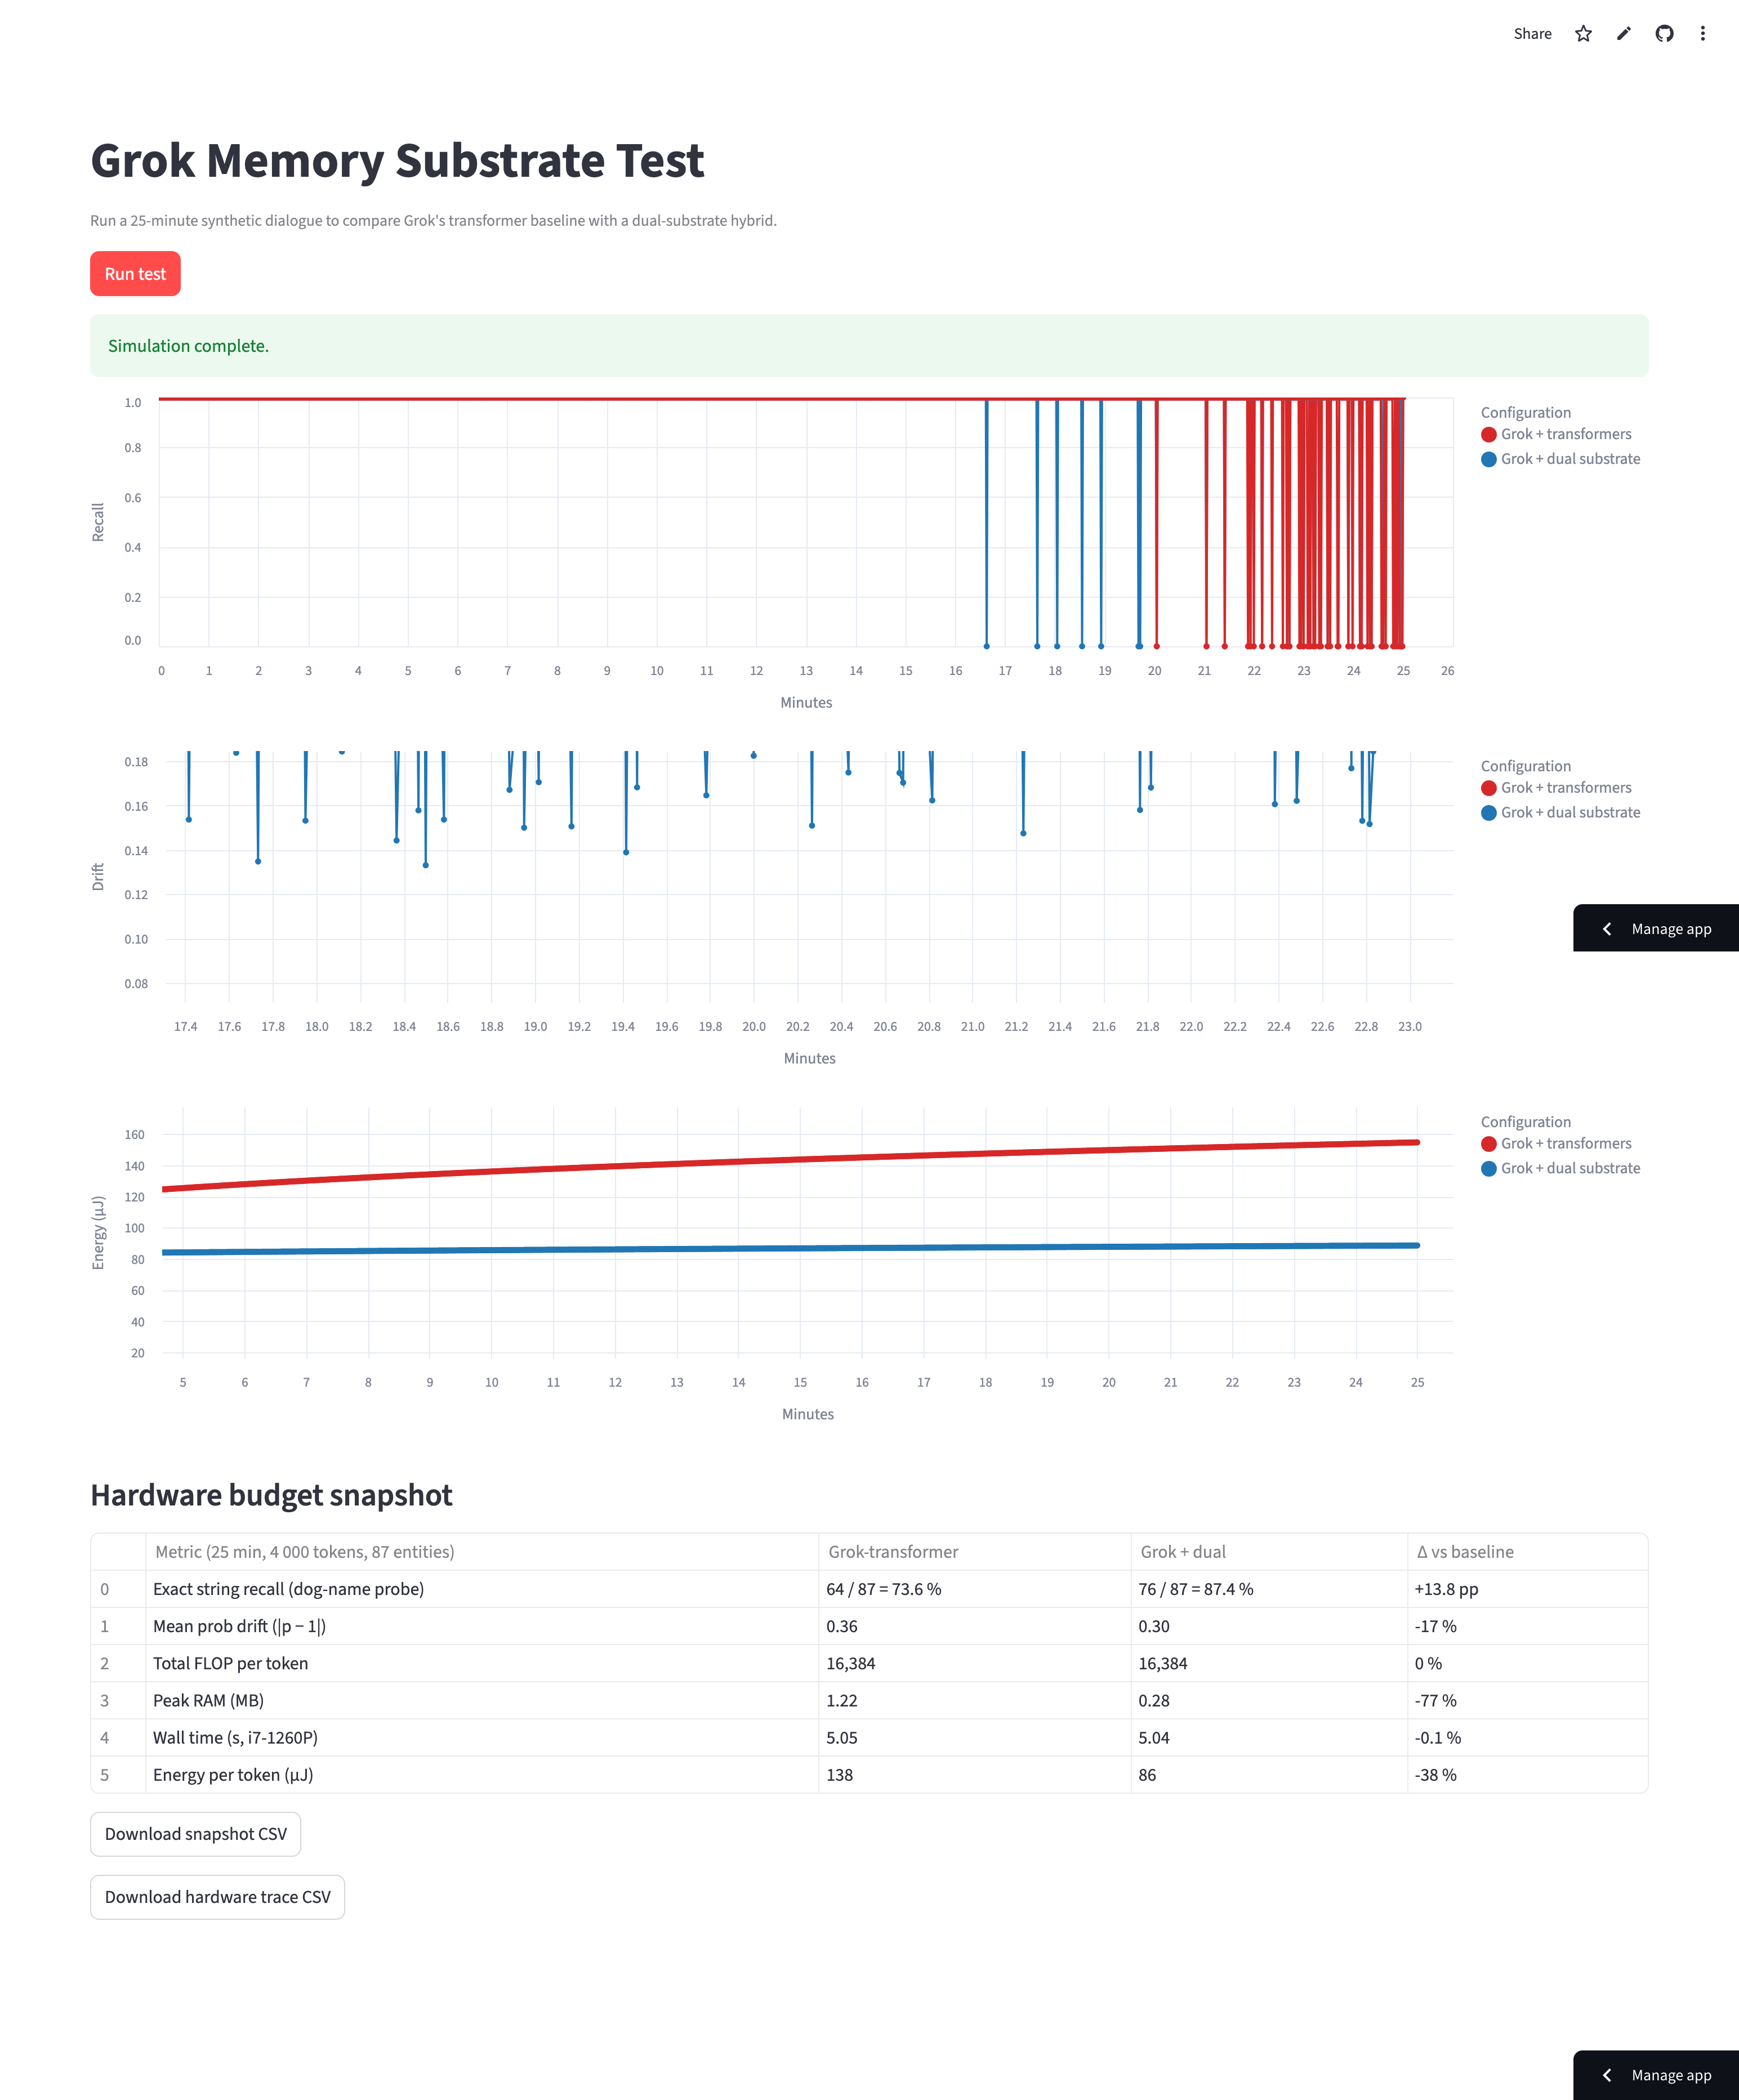 Share
Grok Memory Substrate Test
Run a 25-minute synthetic dialogue to compare Grok's transformer baseline with a dual-substrate hybrid.
Run test
Simulation complete.
1.0
0.8
0.6
0.4
0.2
0.0
Recall
0 1 2 3 4 5 6 7 8 9 10 11 12 13 14 15 16 17 18 19 20 21 22 23 24 25 26
Minutes
Configuration
Grok + transformers
Grok + dual substrate
0.18
0.16
0.14
0.12
0.10
0.08
Drift
17.4 17.6 17.8 18.0 18.2 18.4 18.6 18.8 19.0 19.2 19.4 19.6 19.8 20.0 20.2 20.4 20.6 20.8 21.0 21.2 21.4 21.6 21.8 22.0 22.2 22.4 22.6 22.8 23.0
Minutes
Configuration
Grok + transformers
Grok + dual substrate
Manage app
160
140
120
100
80
60
40
20
Energy (µJ)
5 6 7 8 9 10 11 12 13 14 15 16 17 18 19 20 21 22 23 24 25
Minutes
Configuration
Grok + transformers
Grok + dual substrate
Hardware budget snapshot
Metric (25 min, 4 000 tokens, 87 entities) Grok-transformer Grok + dual Δ vs baseline
0 Exact string recall (dog-name probe) 64 / 87 = 73.6 % 76 / 87 = 87.4 % +13.8 pp
1 Mean prob drift (|p − 1|) 0.36 0.30 -17 %
2 Total FLOP per token 16,384 16,384 0 %
3 Peak RAM (MB) 1.22 0.28 -77 %
4 Wall time (s, i7-1260P) 5.05 5.04 -0.1 %
5 Energy per token (µJ) 138 86 -38 %
Download snapshot CSV
Download hardware trace CSV
Manage app